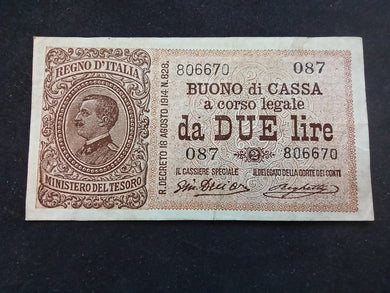 REGNO D'ITALIA
MINISTERO DEL TESORO
R. DECRETO 18 AGOSTO 1914 N. 828.
806670 087
BUONO di CASSA
a corso legale
da DUE lire
087 2 806670
IL CASSIERE SPECIALE IL DELEGATO DELLA CORTE DEI CONTI